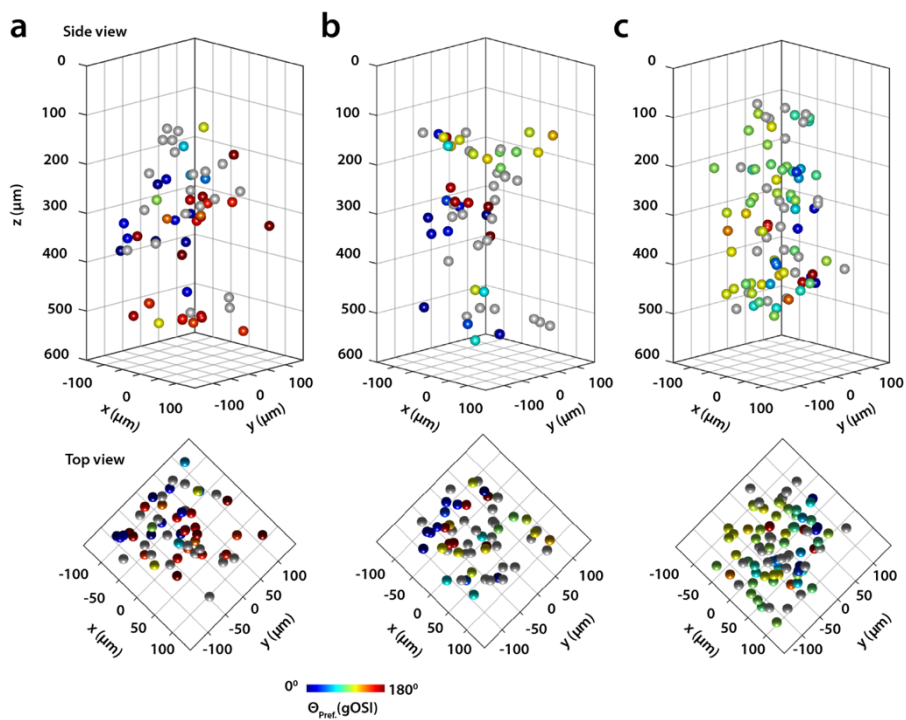 a b c
Side view
0 0 0
100 100 100
200 200 200
z (µm) 300 300 300
400 400 400
500 500 500
600 600 600
-100 0 100 -100 0 100 -100 0 100 -100 0 100 -100 0 100 -100 0 100
x (µm) y (µm) x (µm) y (µm) x (µm) y (µm)
Top view
-100 -50 0 50 100 -100 -50 0 50 100 -100 -50 0 50 100 -100 -50 0 50 100 -100 -50 0 50 100 -100 -50 0 50 100
x (µm) y (µm) x (µm) y (µm) x (µm) y (µm)
0⁰ 180⁰
ΘPref.(gOSI)